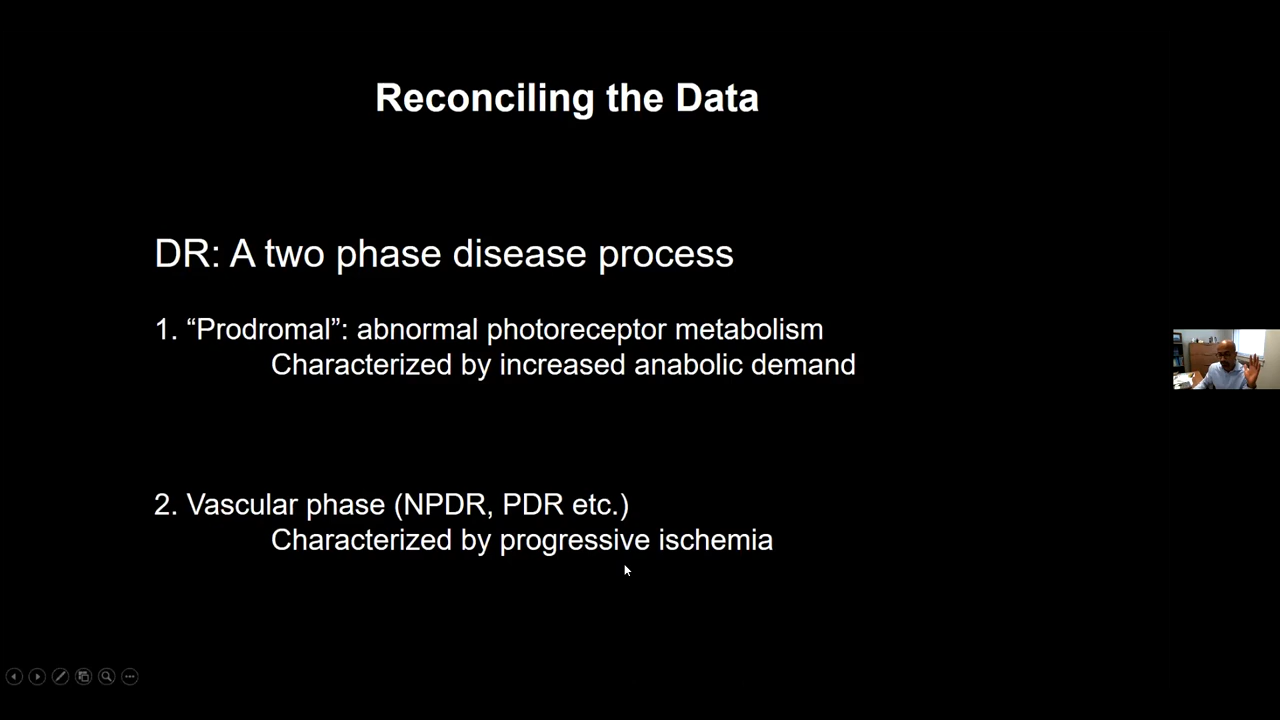 Reconciling the Data
DR: A two phase disease process
1. “Prodromal”: abnormal photoreceptor metabolism
Characterized by increased anabolic demand
2. Vascular phase (NPDR, PDR etc.)
Characterized by progressive ischemia